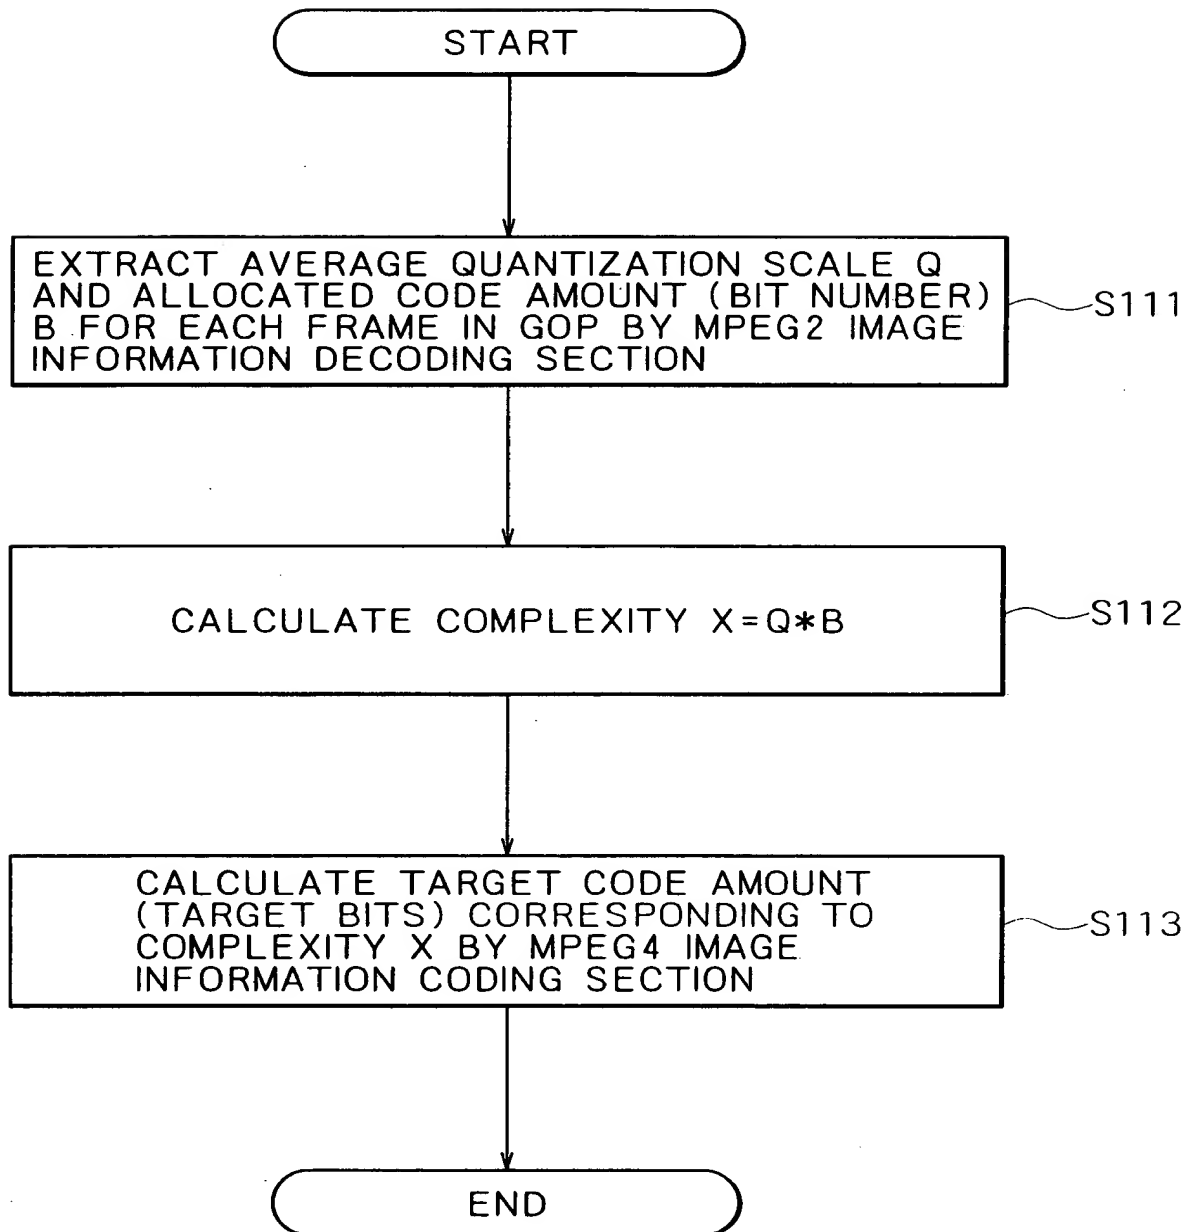 START
EXTRACT AVERAGE QUANTIZATION SCALE Q
AND ALLOCATED CODE AMOUNT (BIT NUMBER)
B FOR EACH FRAME IN GOP BY MPEG2 IMAGE
INFORMATION DECODING SECTION
S111
CALCULATE COMPLEXITY X=Q*B
S112
CALCULATE TARGET CODE AMOUNT
(TARGET BITS) CORRESPONDING TO
COMPLEXITY X BY MPEG4 IMAGE
INFORMATION CODING SECTION
S113
END